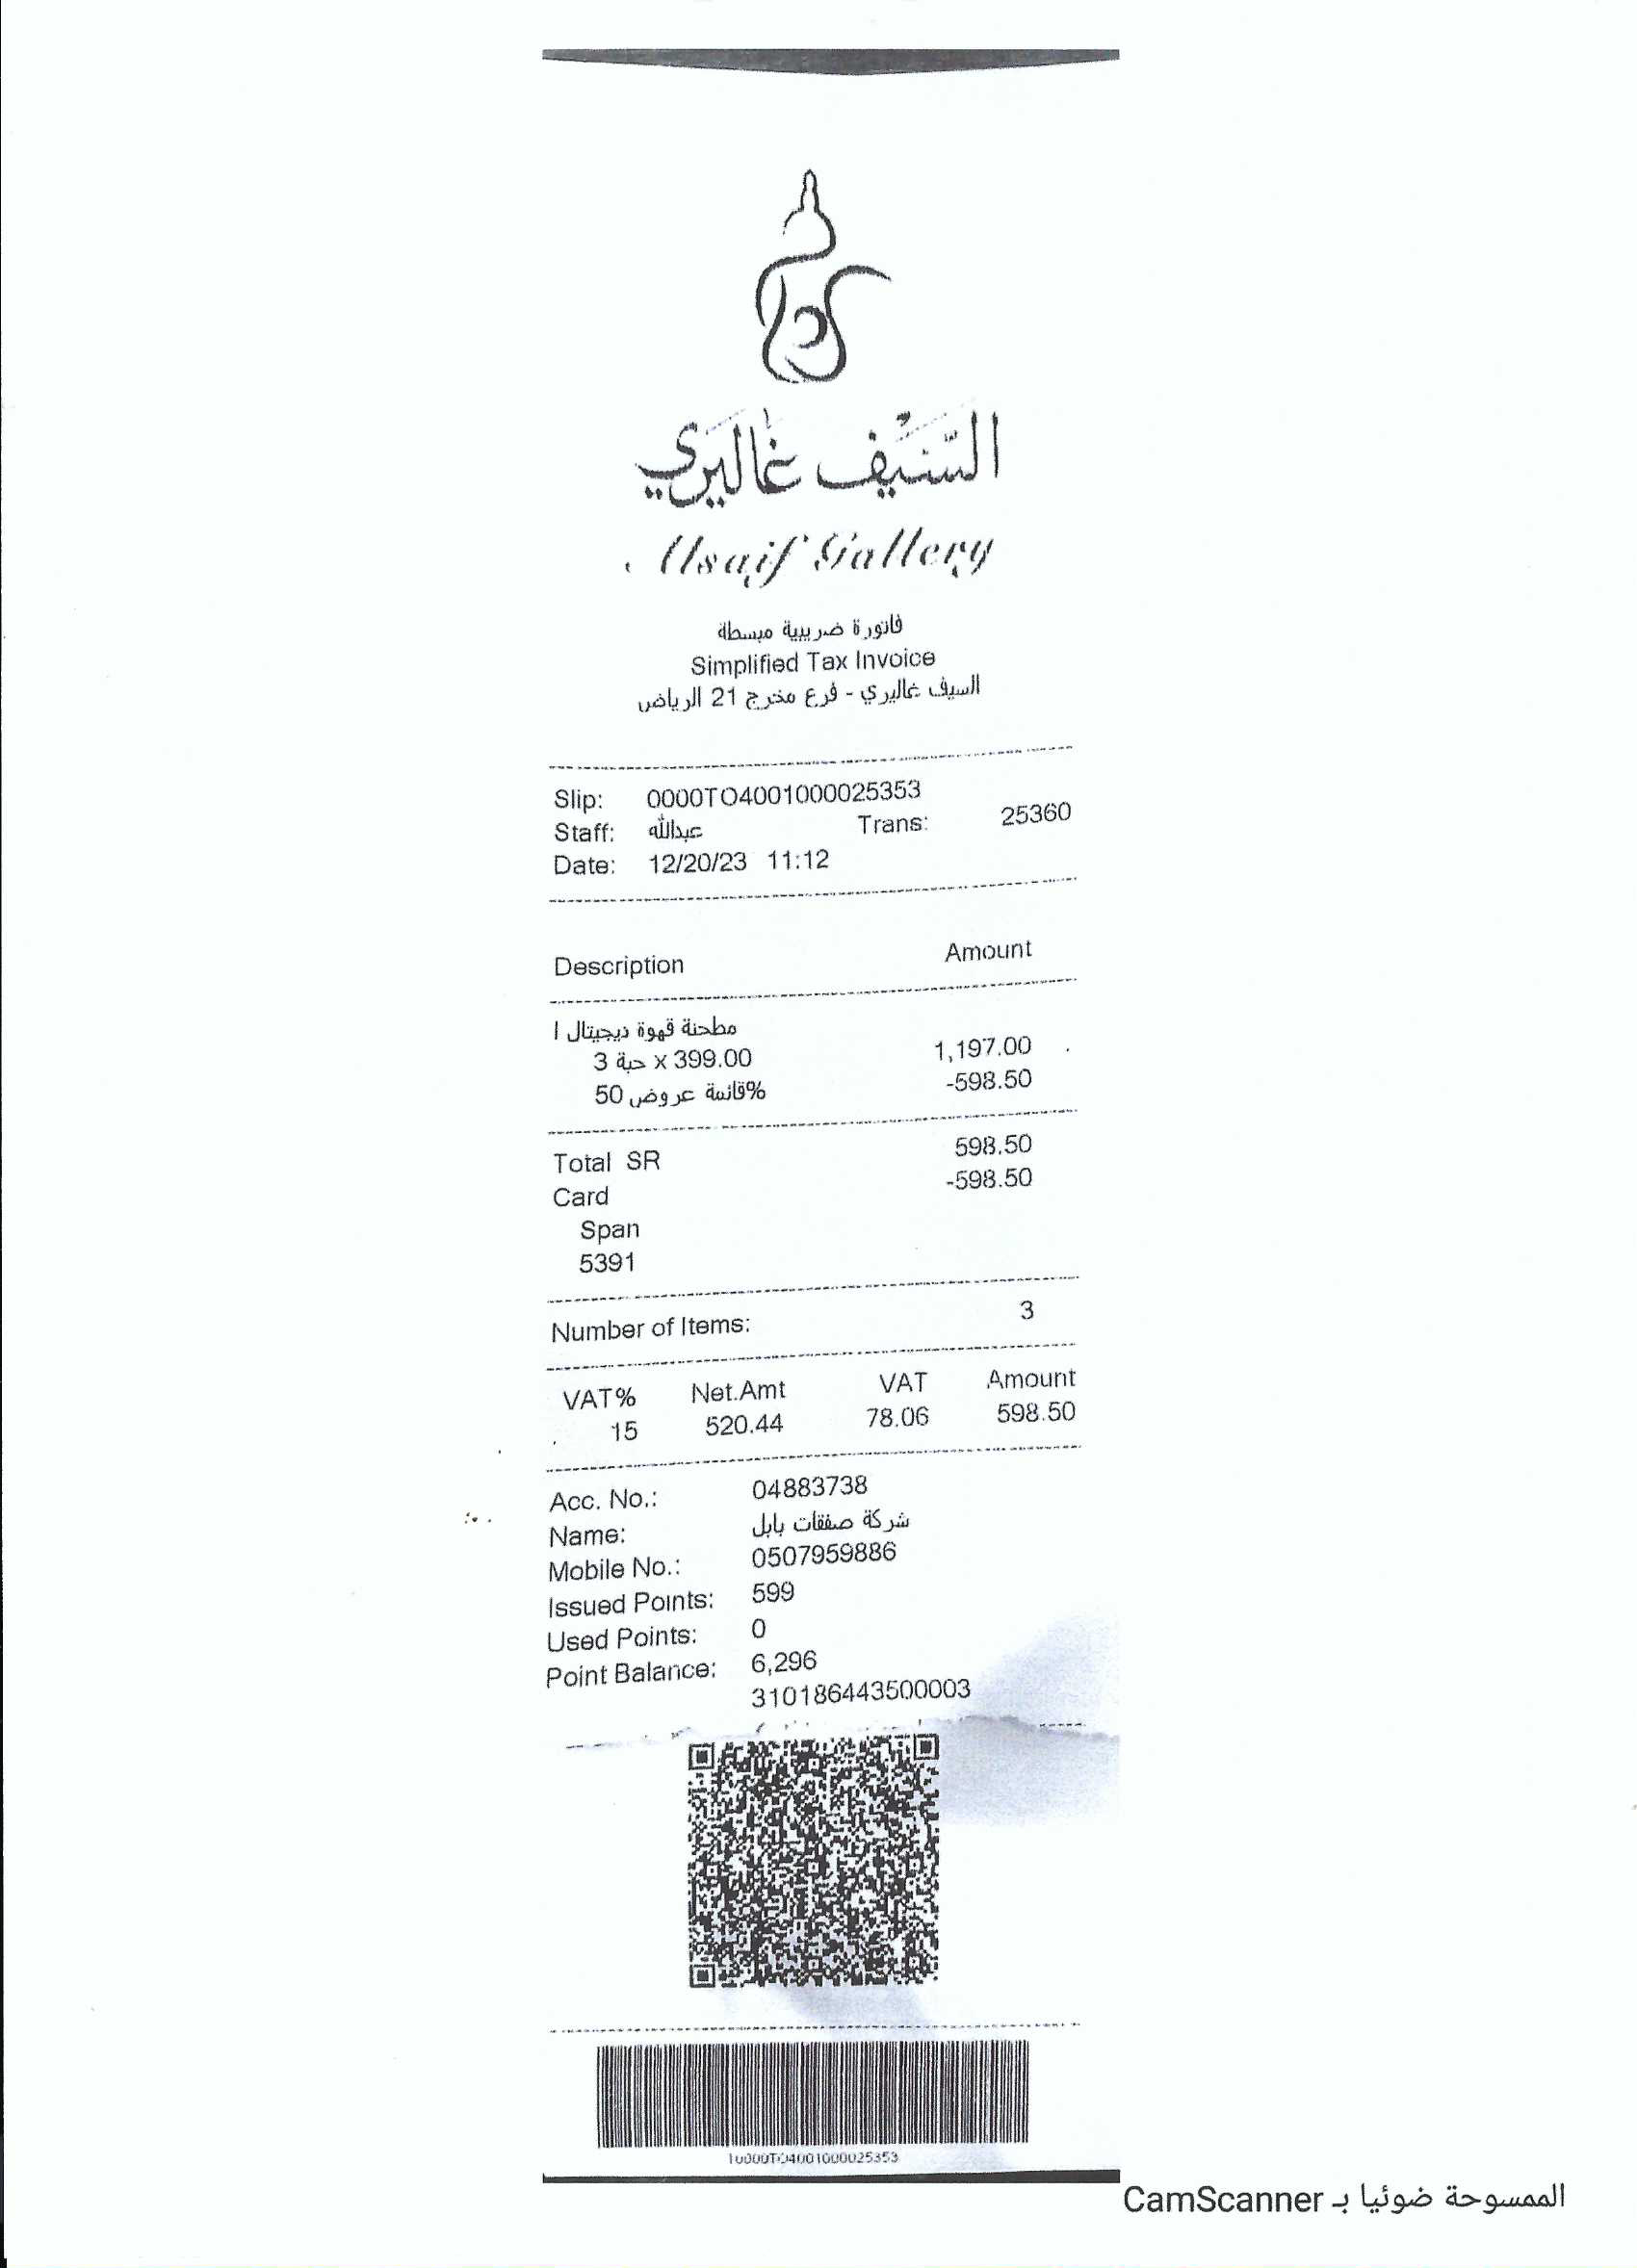 السَّيْف غاليري
Alsaif Gallery
فاتورة ضريبية مبسطة
Simplified Tax Invoice
السيف غاليري - فرع مخرج 21 الرياض
Slip: 0000TO4001000025353
Staff: عبدالله Trans: 25360
Date: 12/20/23 11:12
Description Amount
مطحنة قهوة ديجيتال ا
3 حبة x 399.00 1,197.00
قائمة عروض 50% -598.50
Total SR 598.50
Card -598.50
Span
5391
Number of Items: 3
VAT% Net.Amt VAT Amount
15 520.44 78.06 598.50
Acc. No.: 04883738
Name: شركة صفقات بابل
Mobile No.: 0507959886
Issued Points: 599
Used Points: 0
Point Balance: 6,296
310186443500003
10000TO4001000025353
الممسوحة ضوئيا بـ CamScanner